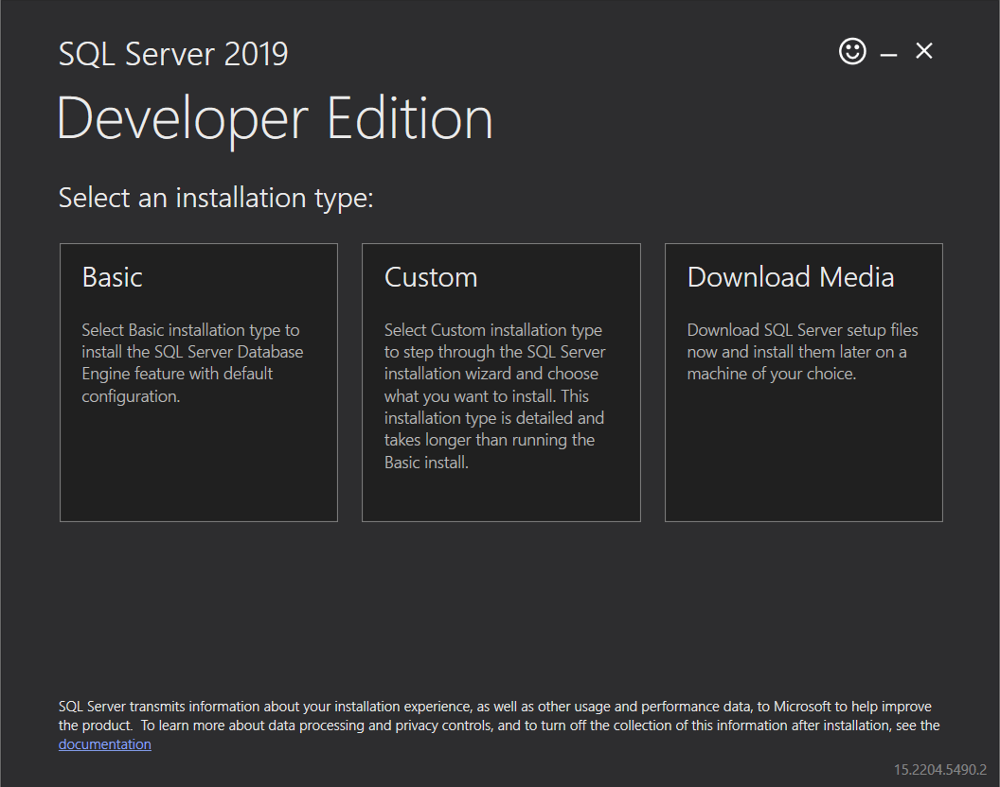 SQL Server 2019
Developer Edition
Select an installation type:
Basic
Select Basic installation type to
install the SQL Server Database
Engine feature with default
configuration.
Custom
Select Custom installation type
to step through the SQL Server
installation wizard and choose
what you want to install. This
installation type is detailed and
takes longer than running the
Basic install.
Download Media
Download SQL Server setup files
now and install them later on a
machine of your choice.
SQL Server transmits information about your installation experience, as well as other usage and performance data, to Microsoft to help improve
the product.  To learn more about data processing and privacy controls, and to turn off the collection of this information after installation, see the
documentation
15.2204.5490.2